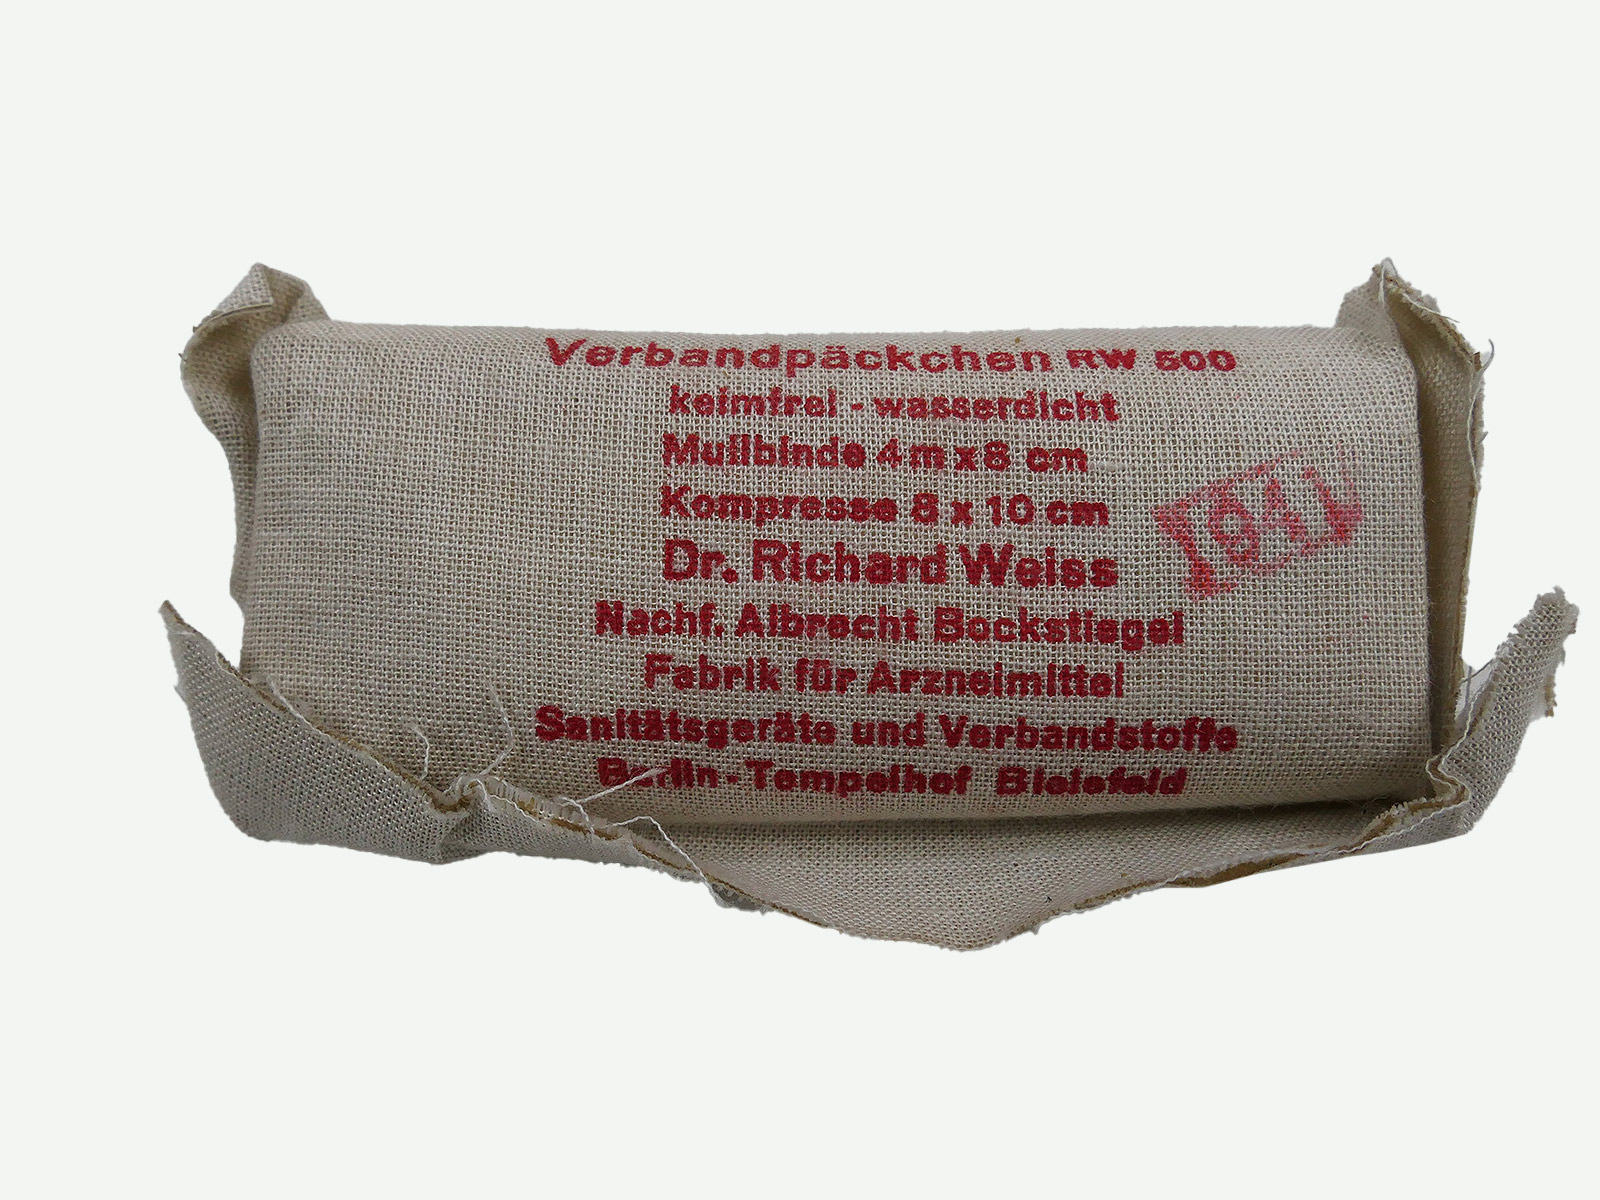 Verbandpäckchen RW 500
keimfrei - wasserdicht
Mullbinde 4 m x 8 cm
Kompresse 8 x 10 cm
Dr. Richard Weiss
Nachf. Albrecht Bockstiegel
Fabrik für Arzneimittel
Sanitätsgeräte und Verbandstoffe
Berlin - Tempelhof Bielefeld